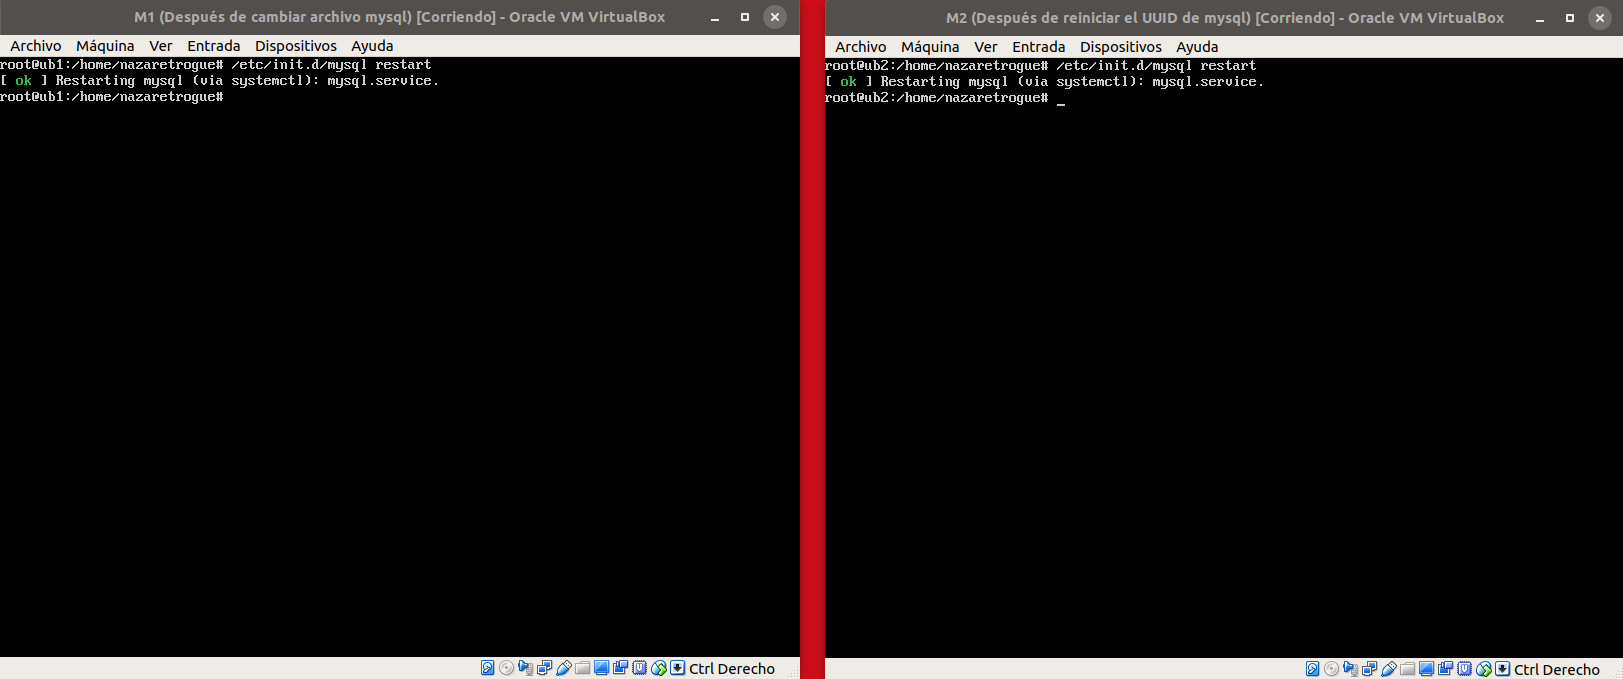 M1 (Después de cambiar archivo mysql) [Corriendo] - Oracle VM VirtualBox
Archivo Máquina Ver Entrada Dispositivos Ayuda
root@ub1:/home/nazaretrogue# /etc/init.d/mysql restart
[ ok ] Restarting mysql (via systemctl): mysql.service.
root@ub1:/home/nazaretrogue#
Ctrl Derecho
M2 (Después de reiniciar el UUID de mysql) [Corriendo] - Oracle VM VirtualBox
Archivo Máquina Ver Entrada Dispositivos Ayuda
root@ub2:/home/nazaretrogue# /etc/init.d/mysql restart
[ ok ] Restarting mysql (via systemctl): mysql.service.
root@ub2:/home/nazaretrogue# _
Ctrl Derecho